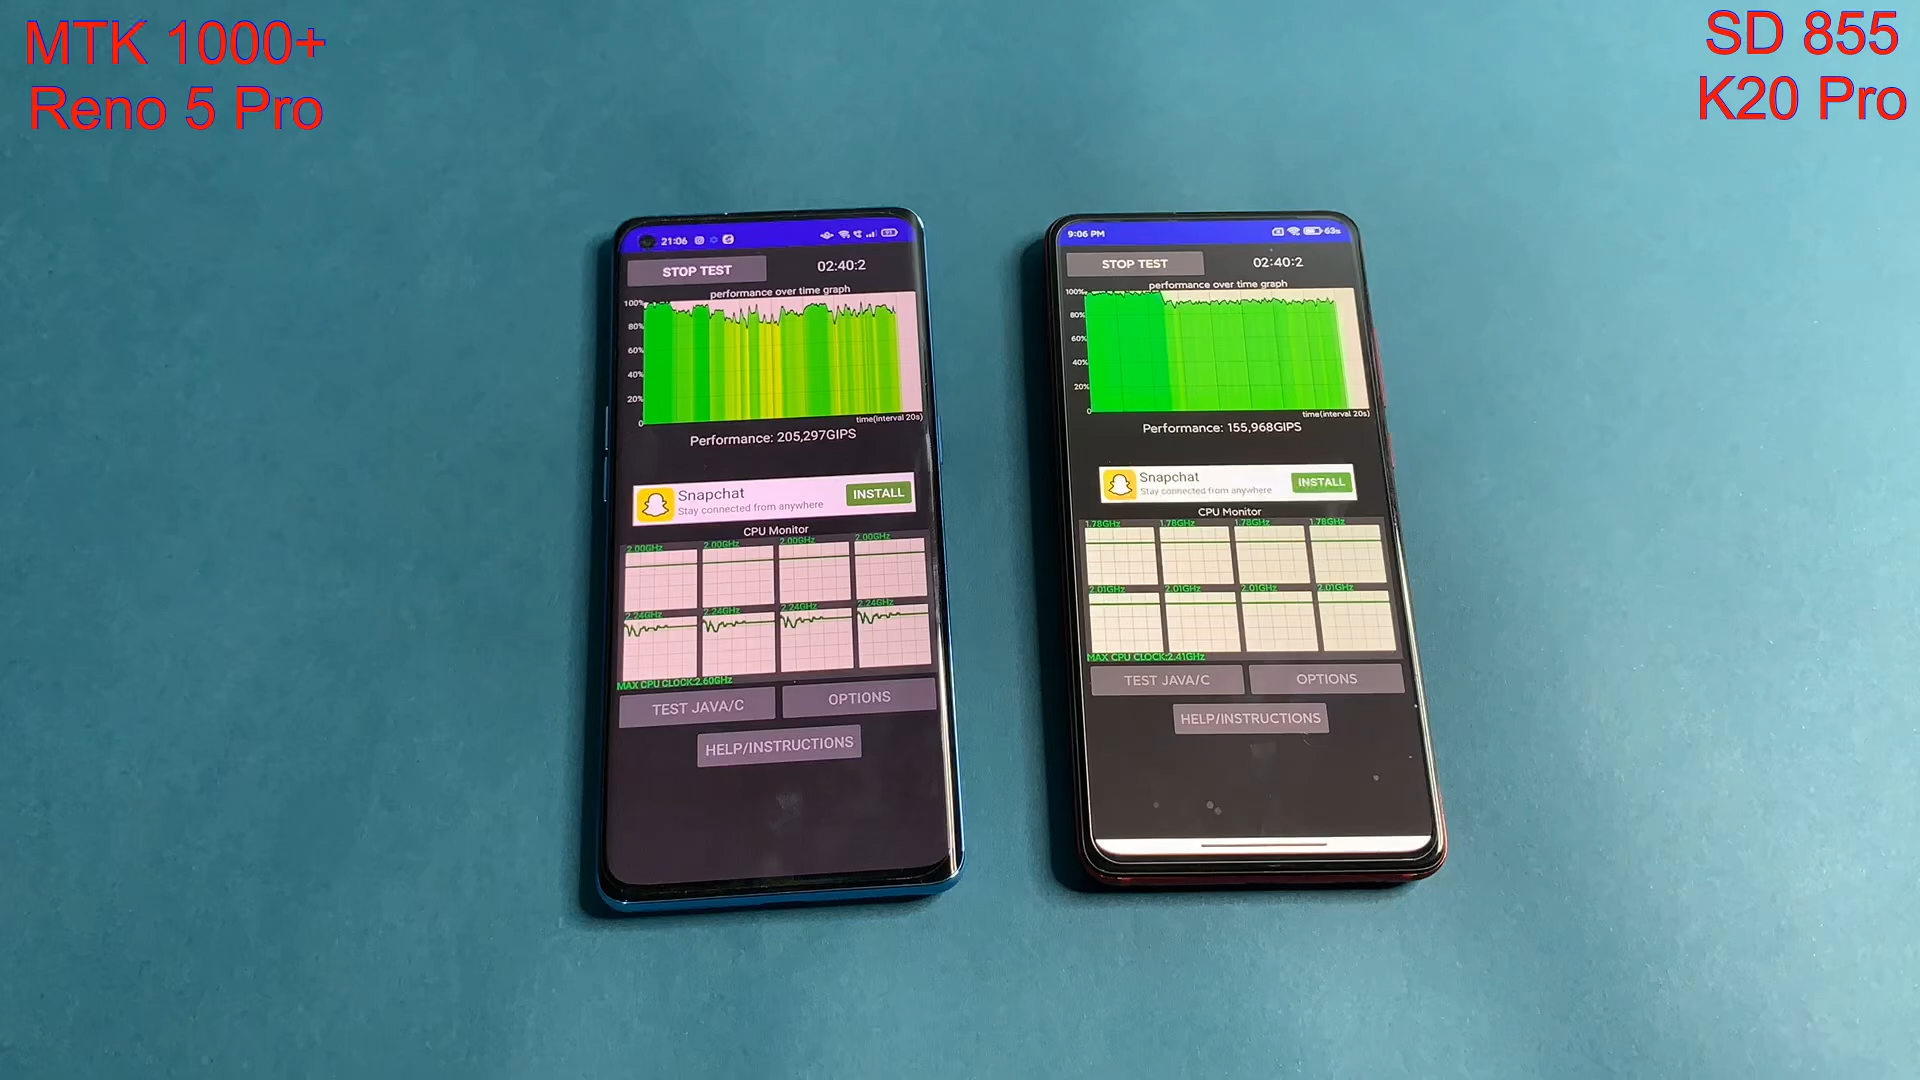 MTK 1000+
Reno 5 Pro
SD 855
K20 Pro
21:06
91
STOP TEST
02:40:2
performance over time graph
100%
80%
60%
40%
20%
0
time(interval 20s)
Performance: 205,297GIPS
Snapchat
Stay connected from anywhere
INSTALL
CPU Monitor
2.00GHz 2.00GHz 2.00GHz 2.00GHz
2.24GHz 2.24GHz 2.24GHz 2.24GHz
MAX CPU CLOCK:2.60GHz
TEST JAVA/C
OPTIONS
HELP/INSTRUCTIONS
9:06 PM
63%
STOP TEST
02:40:2
performance over time graph
100%
80%
60%
40%
20%
0
time(interval 20s)
Performance: 155,968GIPS
Snapchat
Stay connected from anywhere
INSTALL
CPU Monitor
1.78GHz 1.78GHz 1.78GHz 1.78GHz
2.01GHz 2.01GHz 2.01GHz 2.01GHz
MAX CPU CLOCK:2.41GHz
TEST JAVA/C
OPTIONS
HELP/INSTRUCTIONS